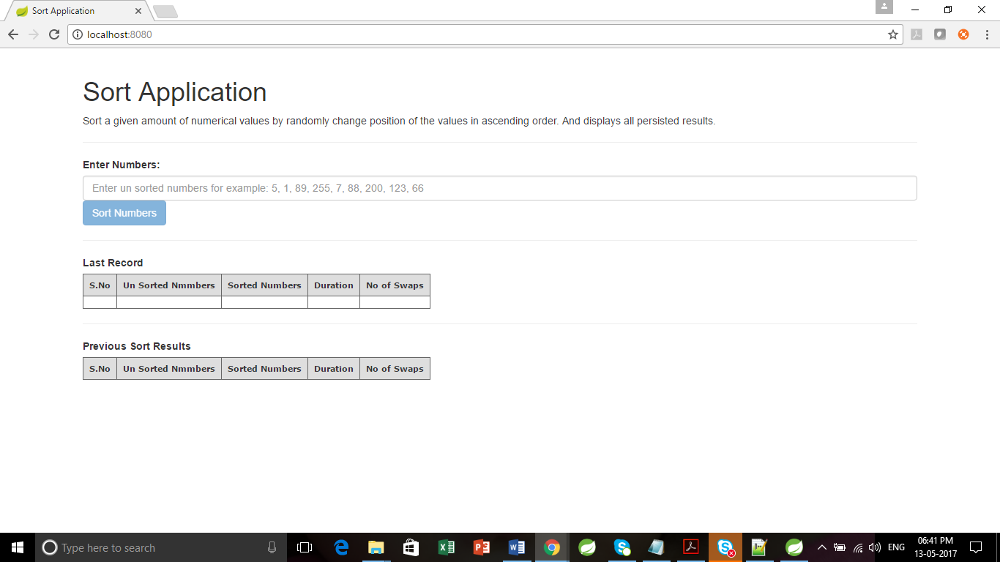 Sort Application
localhost:8080
Sort Application
Sort a given amount of numerical values by randomly change position of the values in ascending order. And displays all persisted results.
Enter Numbers:
Enter un sorted numbers for example: 5, 1, 89, 255, 7, 88, 200, 123, 66
Sort Numbers
Last Record
S.No Un Sorted Nmmbers Sorted Numbers Duration No of Swaps
Previous Sort Results
S.No Un Sorted Nmmbers Sorted Numbers Duration No of Swaps
Type here to search
ENG
06:41 PM
13-05-2017